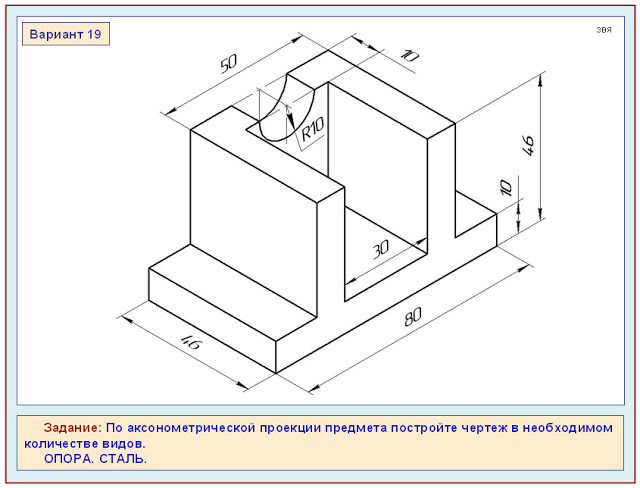 Вариант 19
ЗВЯ
50
10
R10
46
10
30
80
46
Задание: По аксонометрической проекции предмета постройте чертеж в необходимом
количестве видов.
ОПОРА. СТАЛЬ.